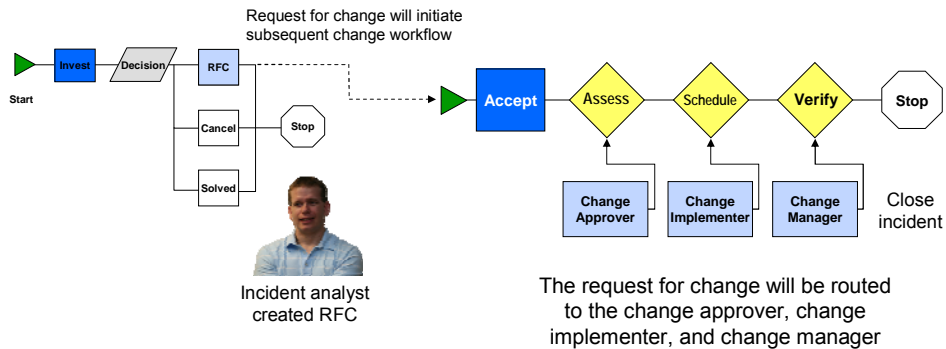 Request for change will initiate
subsequent change workflow
Start
Invest
Decision
RFC
Cancel
Solved
Stop
Incident analyst
created RFC
Accept
Assess
Schedule
Verify
Stop
Change
Approver
Change
Implementer
Change
Manager
Close
incident
The request for change will be routed
to the change approver, change
implementer, and change manager